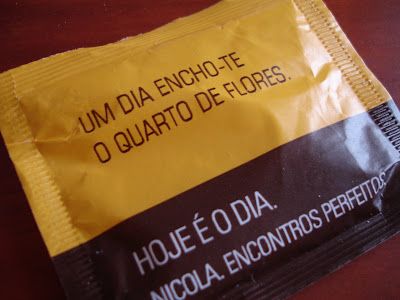 UM DIA ENCHO-TE
O QUARTO DE FLORES.
HOJE É O DIA.
NICOLA. ENCONTROS PERFEITOS